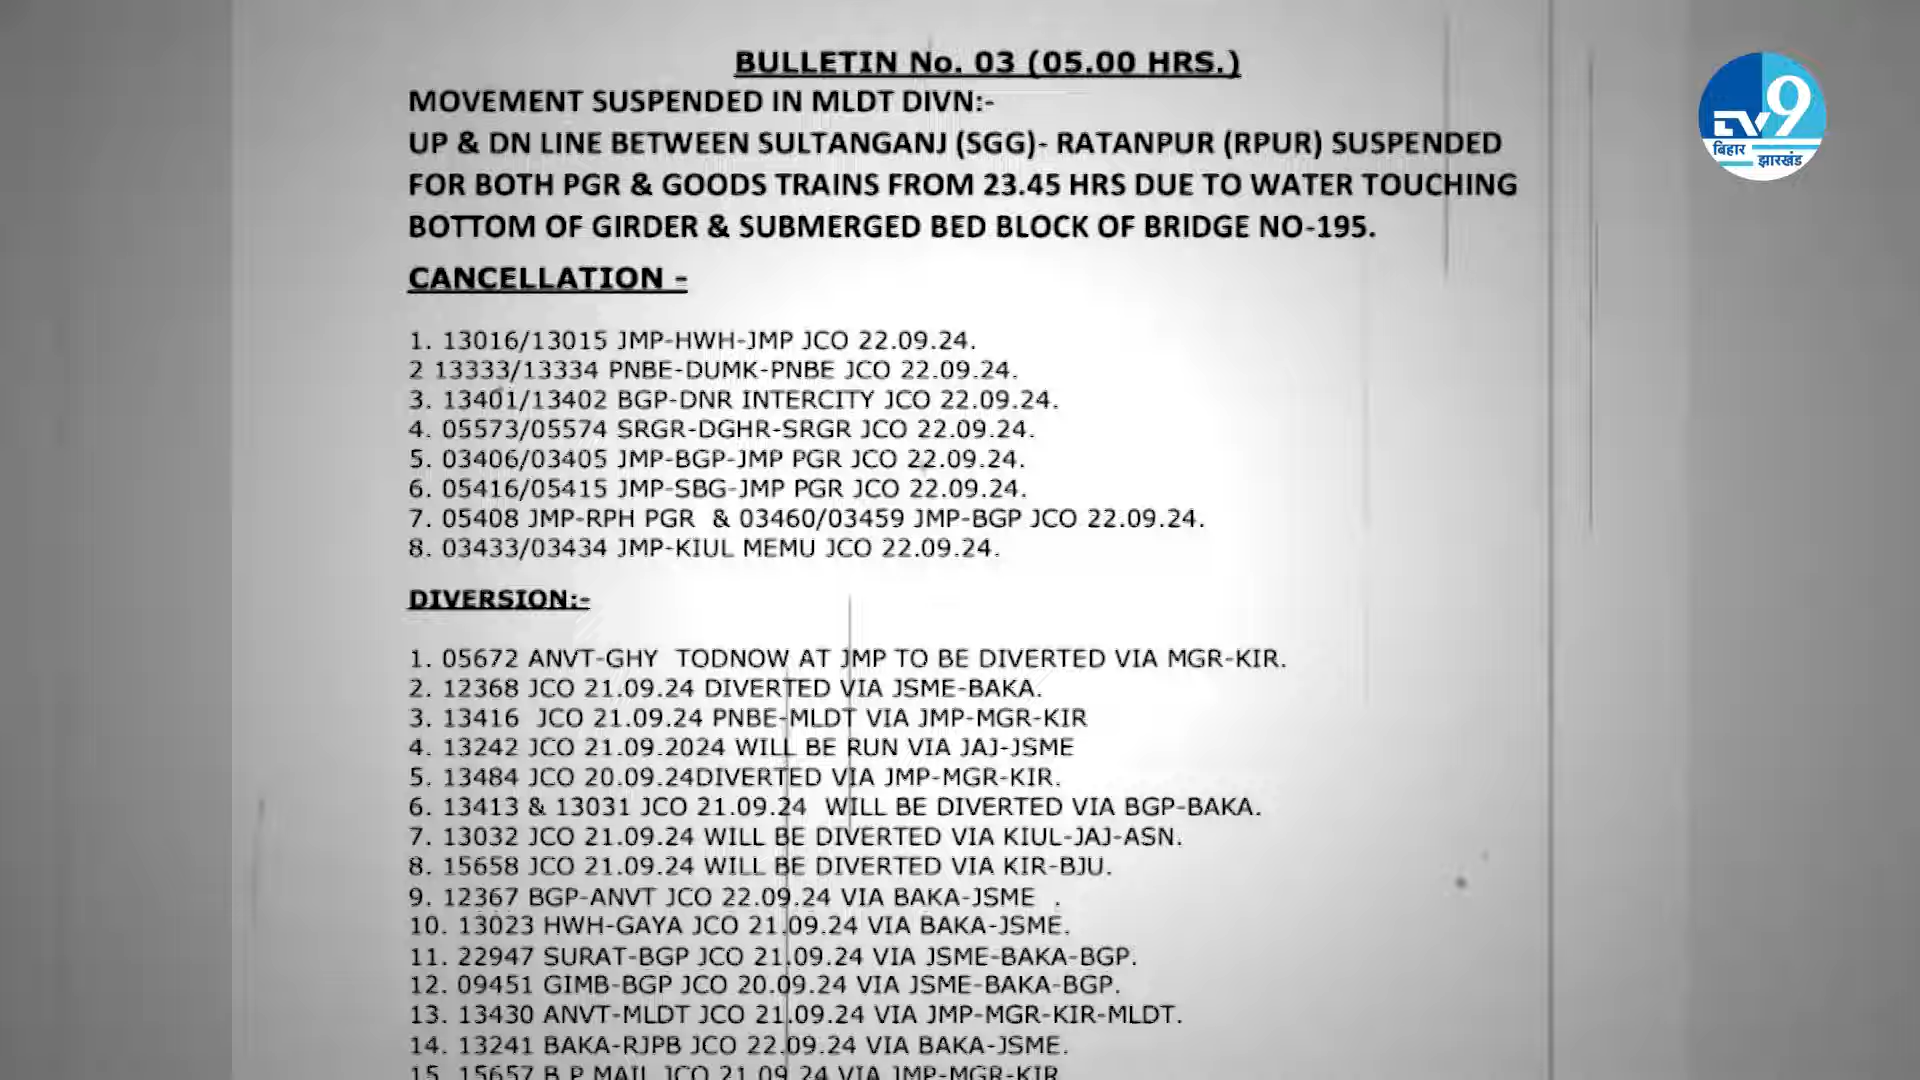 BULLETIN No. 03 (05.00 HRS.)
MOVEMENT SUSPENDED IN MLDT DIVN:-
UP & DN LINE BETWEEN SULTANGANJ (SGG)- RATANPUR (RPUR) SUSPENDED
FOR BOTH PGR & GOODS TRAINS FROM 23.45 HRS DUE TO WATER TOUCHING
BOTTOM OF GIRDER & SUBMERGED BED BLOCK OF BRIDGE NO-195.
TV9
बिहार
झारखंड
CANCELLATION -
1. 13016/13015 JMP-HWH-JMP JCO 22.09.24.
2 13333/13334 PNBE-DUMK-PNBE JCO 22.09.24.
3. 13401/13402 BGP-DNR INTERCITY JCO 22.09.24.
4. 05573/05574 SRGR-DGHR-SRGR JCO 22.09.24.
5. 03406/03405 JMP-BGP-JMP PGR JCO 22.09.24.
6. 05416/05415 JMP-SBG-JMP PGR JCO 22.09.24.
7. 05408 JMP-RPH PGR & 03460/03459 JMP-BGP JCO 22.09.24.
8. 03433/03434 JMP-KIUL MEMU JCO 22.09.24.
DIVERSION:-
1. 05672 ANVT-GHY TODNOW AT JMP TO BE DIVERTED VIA MGR-KIR.
2. 12368 JCO 21.09.24 DIVERTED VIA JSME-BAKA.
3. 13416 JCO 21.09.24 PNBE-MLDT VIA JMP-MGR-KIR
4. 13242 JCO 21.09.2024 WILL BE RUN VIA JAJ-JSME
5. 13484 JCO 20.09.24DIVERTED VIA JMP-MGR-KIR.
6. 13413 & 13031 JCO 21.09.24 WILL BE DIVERTED VIA BGP-BAKA.
7. 13032 JCO 21.09.24 WILL BE DIVERTED VIA KIUL-JAJ-ASN.
8. 15658 JCO 21.09.24 WILL BE DIVERTED VIA KIR-BJU.
9. 12367 BGP-ANVT JCO 22.09.24 VIA BAKA-JSME .
10. 13023 HWH-GAYA JCO 21.09.24 VIA BAKA-JSME.
11. 22947 SURAT-BGP JCO 21.09.24 VIA JSME-BAKA-BGP.
12. 09451 GIMB-BGP JCO 20.09.24 VIA JSME-BAKA-BGP.
13. 13430 ANVT-MLDT JCO 21.09.24 VIA JMP-MGR-KIR-MLDT.
14. 13241 BAKA-RJPB JCO 22.09.24 VIA BAKA-JSME.
15. 15657 B.P MAIL JCO 21.09.24 VIA JMP-MGR-KIR